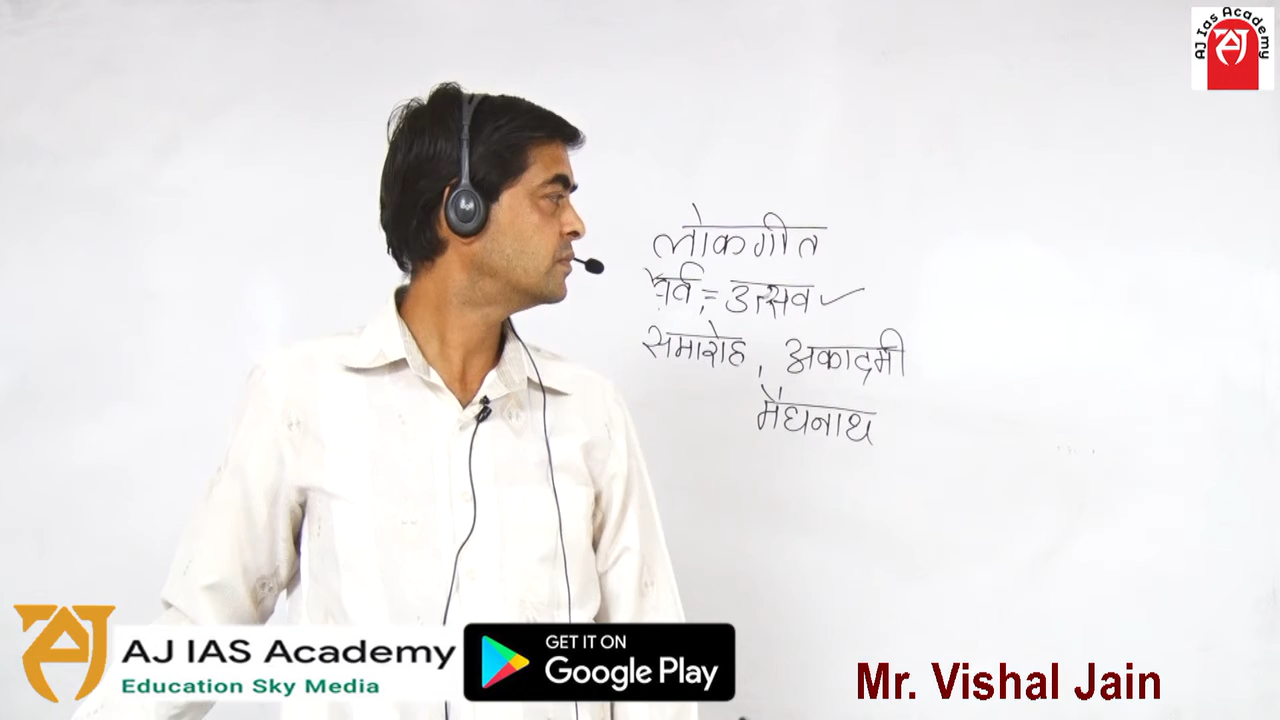 AJ Ias Academy
लोकगीत
पर्व, = उत्सव ✓
समारोह, अकादमी
मेघनाथ
AJ IAS Academy
Education Sky Media
GET IT ON
Google Play
Mr. Vishal Jain